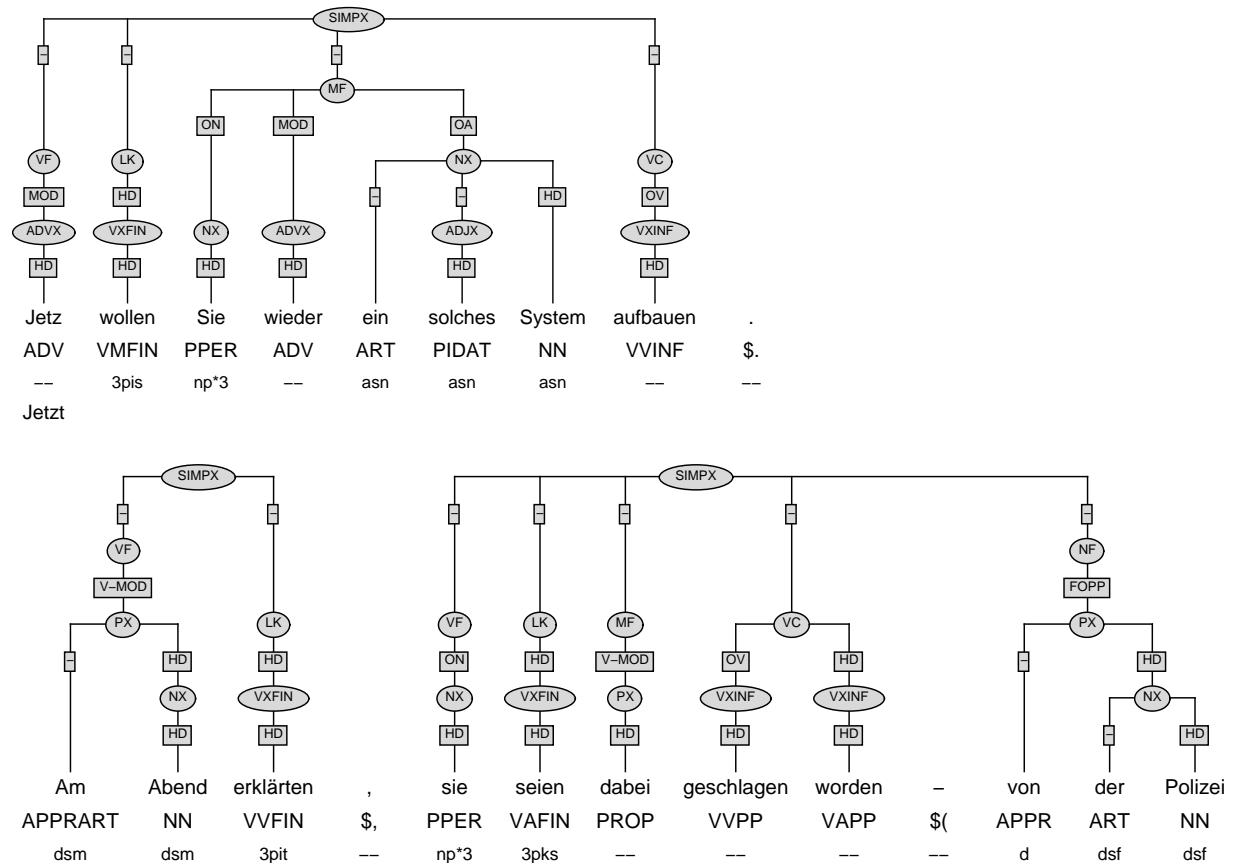 SIMPX
– – – –
MF
ON MOD OA
VF LK NX VC
MOD HD – – HD OV
ADVX VXFIN NX ADVX ADJX VXINF
HD HD HD HD HD HD
Jetz wollen Sie wieder ein solches System aufbauen .
ADV VMFIN PPER ADV ART PIDAT NN VVINF $.
−− 3pis np*3 −− asn asn asn −− −−
Jetzt
SIMPX SIMPX
– – – – – – –
VF NF
V−MOD FOPP
PX LK VF LK MF VC PX
– HD HD ON HD V−MOD OV HD – HD
NX VXFIN NX VXFIN PX VXINF VXINF NX
HD HD HD HD HD HD HD – HD
Am Abend erklärten , sie seien dabei geschlagen worden – von der Polizei
APPRART NN VVFIN $, PPER VAFIN PROP VVPP VAPP $( APPR ART NN
dsm dsm 3pit −− np*3 3pks −− −− −− −− d dsf dsf